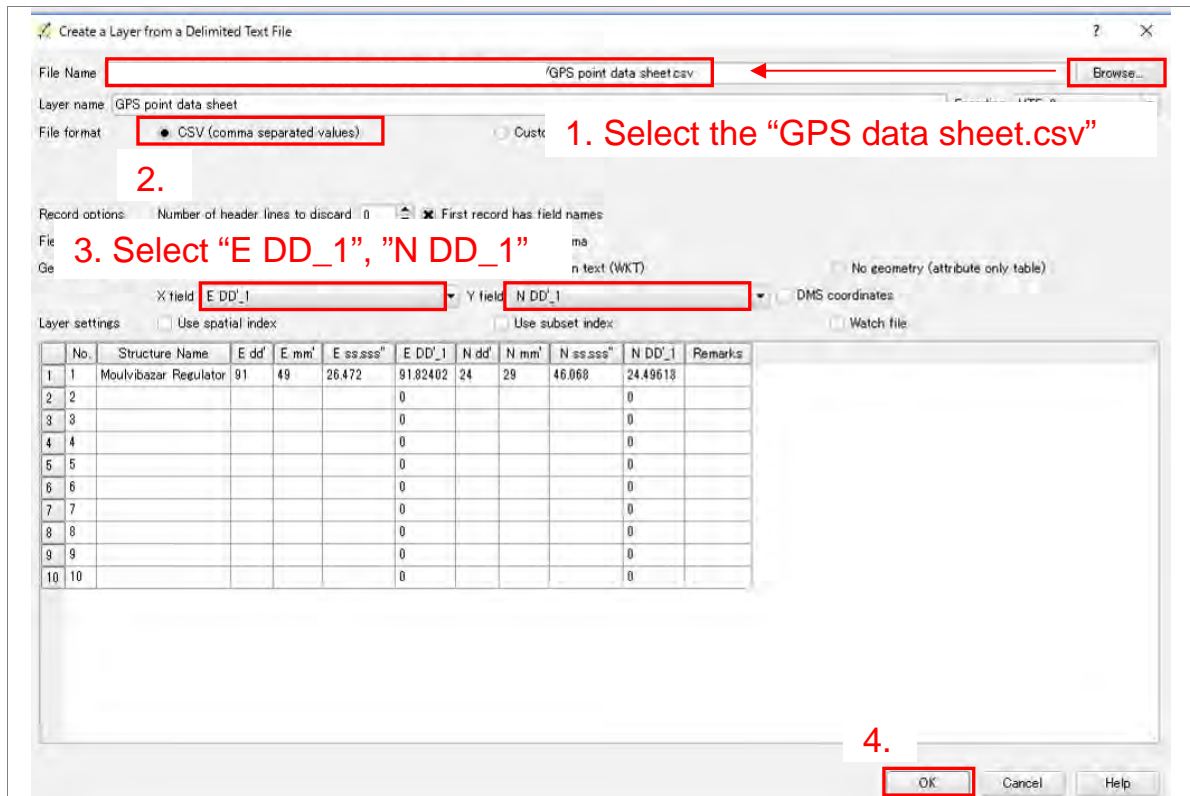 Create a Layer from a Delimited Text File ? ×
File Name /GPS point data sheet.csv Browse...
Layer name GPS point data sheet
File format CSV (comma separated values)
1. Select the “GPS data sheet.csv”
2.
Record options Number of header lines to discard 0 First record has field names
3. Select “E DD_1”, ”N DD_1”
text (WKT) No geometry (attribute only table)
X field E DD'_1 Y field N DD'_1 DMS coordinates
Layer settings Use spatial index Use subset index Watch file
No. Structure Name E dd' E mm' E ss.sss" E DD'_1 N dd' N mm' N ss.sss" N DD'_1 Remarks
1 1 Moulvibazar Regulator 91 49 26.472 91.82402 24 29 46.068 24.49613
2 2 0 0
3 3 0 0
4 4 0 0
5 5 0 0
6 6 0 0
7 7 0 0
8 8 0 0
9 9 0 0
10 10 0 0
4.
OK Cancel Help